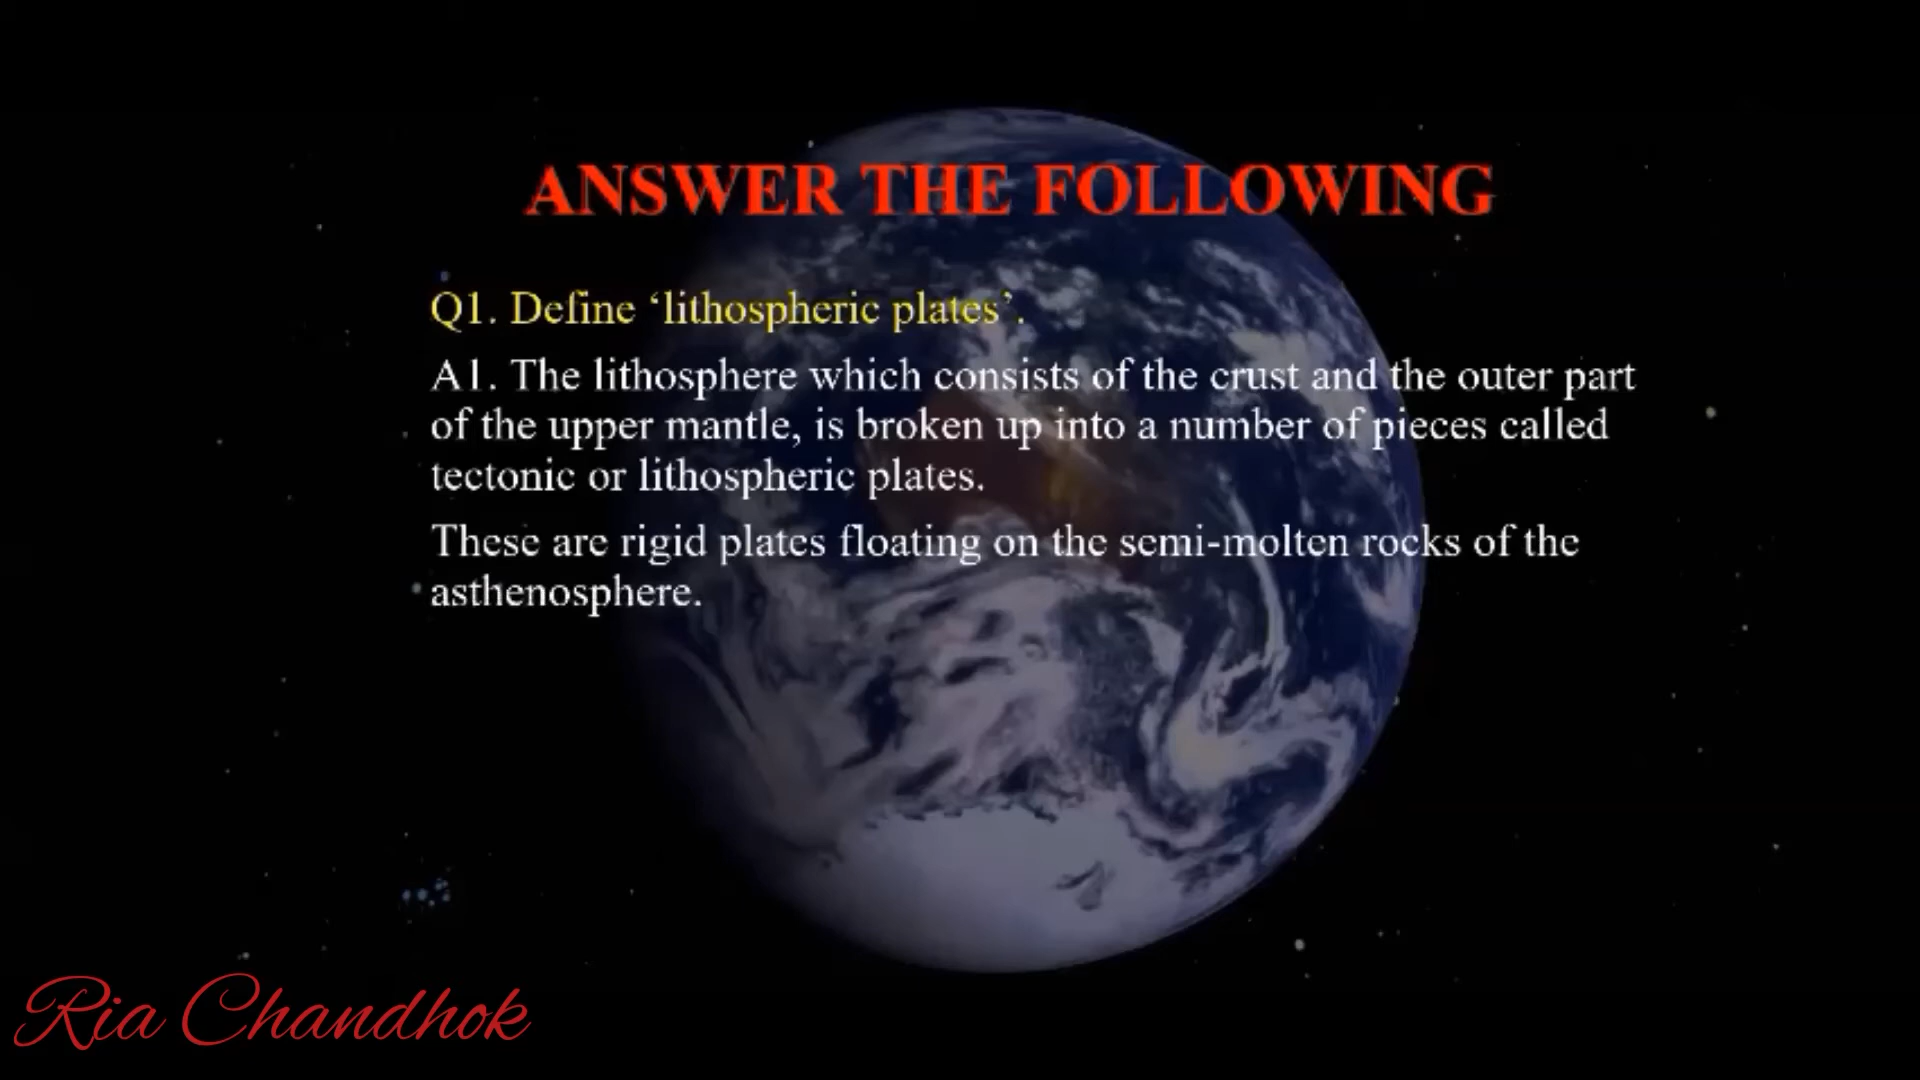 ANSWER THE FOLLOWING
Q1. Define ‘lithospheric plates’.
A1. The lithosphere which consists of the crust and the outer part
of the upper mantle, is broken up into a number of pieces called
tectonic or lithospheric plates.
These are rigid plates floating on the semi-molten rocks of the
asthenosphere.
Ria Chandhok